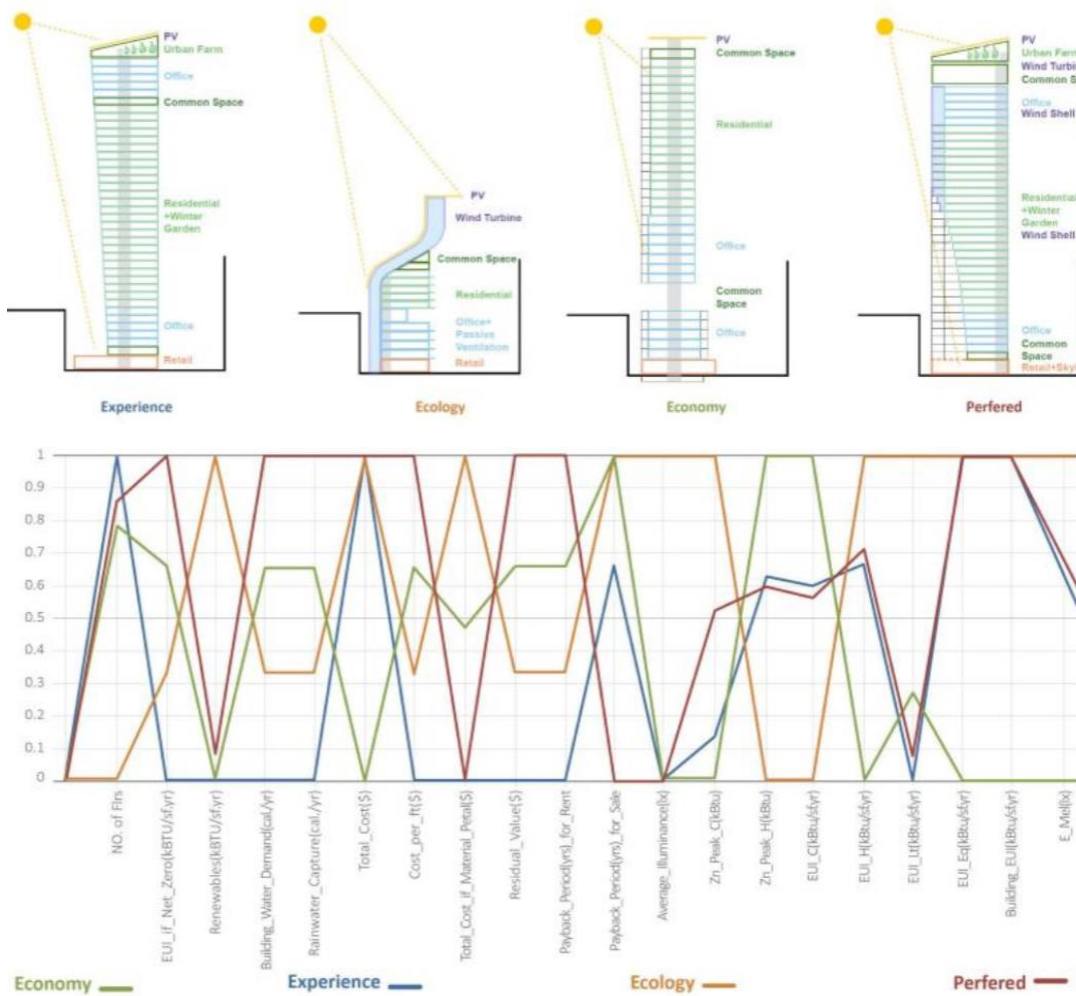 PV
Urban Farm
Office
Common Space
Residential
+Winter
Garden
Office
Retail
Experience
PV
Wind Turbine
Common Space
Residential
Office+
Passive
Ventilation
Retail
Ecology
PV
Common Space
Residential
Office
Common
Space
Office
Economy
PV
Urban Farm
Wind Turbin
Common S
Office
Wind Shell
Residential
+Winter
Garden
Wind Shell
Office
Common
Space
Retail+Skyl
Perfered
1
0.9
0.8
0.7
0.6
0.5
0.4
0.3
0.2
0.1
0
NO. of Flrs
EUI_if_Net_Zero(kBTU/sf.yr)
Renewables(kBTU/sf.yr)
Building_Water_Demand(cal./yr)
Rainwater_Capture(cal./yr)
Total_Cost($)
Cost_per_ft($)
Total_Cost_if_Material_Petal($)
Residual_Value($)
Payback_Period(yrs)_for_Rent
Payback_Period(yrs)_for_Sale
Average_Illuminance(lx)
Zn_Peak_C(kBtu)
Zn_Peak_H(kBtu)
EUI_C(kBtu/sf.yr)
EUI_H(kBtu/sf.yr)
EUI_Lt(kBtu/sf.yr)
EUI_Eq(kBtu/sf.yr)
Building_EUI(kBtu/sf.yr)
E_Mel(lx)
Economy
Experience
Ecology
Perfered